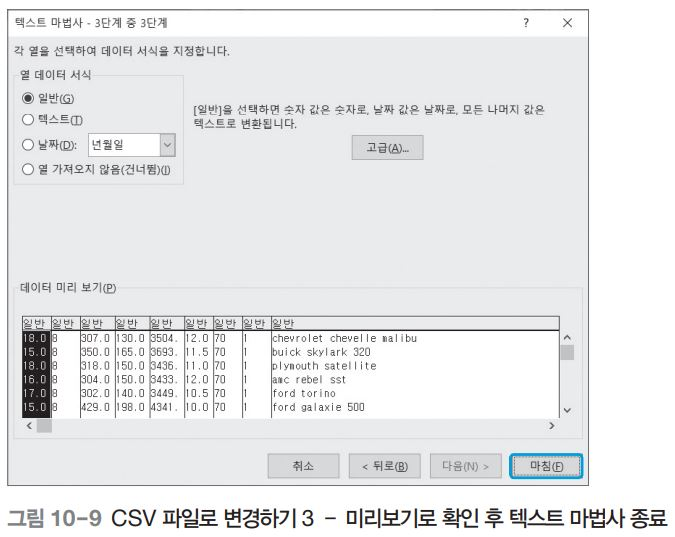 텍스트 마법사 - 3단계 중 3단계
?
각 열을 선택하여 데이터 서식을 지정합니다.
열 데이터 서식
일반(G)
텍스트(T)
날짜(D): 년월일
열 가져오지 않음(건너뜀)(I)
[일반]을 선택하면 숫자 값은 숫자로, 날짜 값은 날짜로, 모든 나머지 값은
텍스트로 변환됩니다.
고급(A)...
데이터 미리 보기(P)
일반 일반 일반 일반 일반 일반 일반 일반 일반
18.0 8 307.0 130.0 3504. 12.0 70 1 chevrolet chevelle malibu
15.0 8 350.0 165.0 3693. 11.5 70 1 buick skylark 320
18.0 8 318.0 150.0 3436. 11.0 70 1 plymouth satellite
16.0 8 304.0 150.0 3433. 12.0 70 1 amc rebel sst
17.0 8 302.0 140.0 3449. 10.5 70 1 ford torino
15.0 8 429.0 198.0 4341. 10.0 70 1 ford galaxie 500
취소 < 뒤로(B) 다음(N) > 마침(F)
그림 10-9 CSV 파일로 변경하기 3 - 미리보기로 확인 후 텍스트 마법사 종료